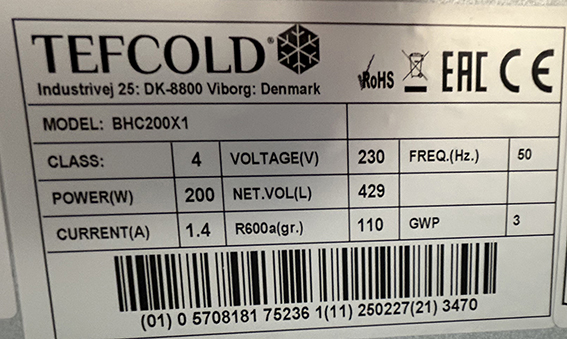 TEFCOLD®
Industrivej 25: DK-8800 Viborg: Denmark
RoHS EAC CE
MODEL: BHC200X1
CLASS: 4 VOLTAGE(V) 230 FREQ.(Hz.) 50
POWER(W) 200 NET.VOL(L) 429
CURRENT(A) 1.4 R600a(gr.) 110 GWP 3
(01) 0 5708181 75236 1(11) 250227(21) 3470